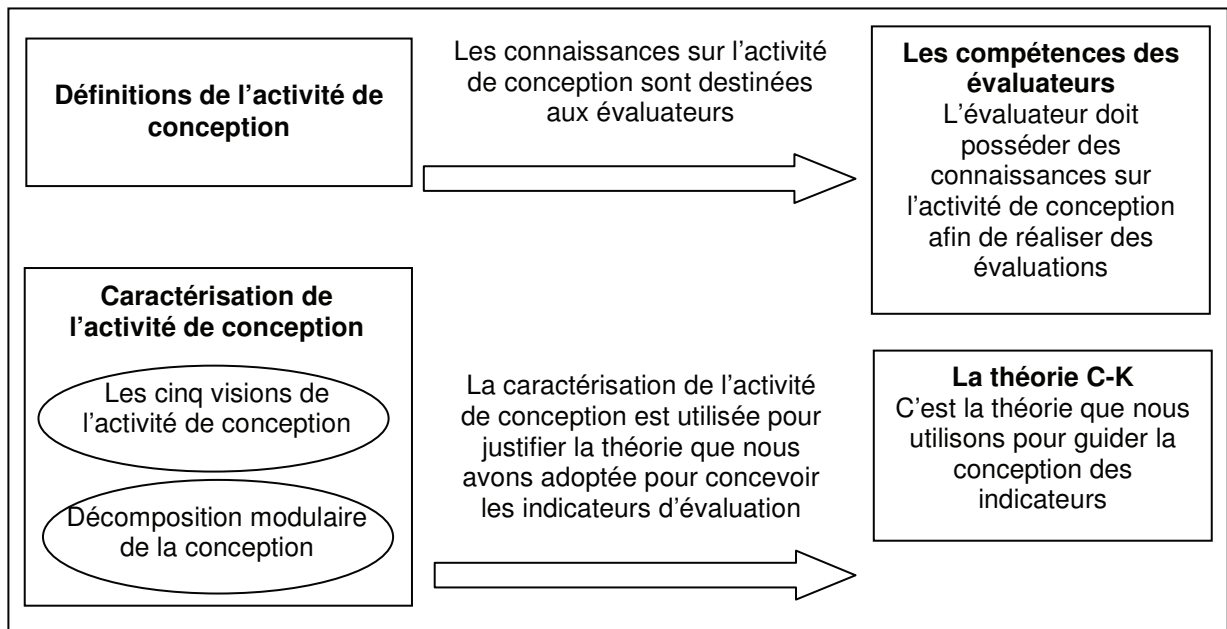 Définitions de l’activité de
conception
Les connaissances sur l’activité
de conception sont destinées
aux évaluateurs
Les compétences des
évaluateurs
L’évaluateur doit
posséder des
connaissances sur
l’activité de conception
afin de réaliser des
évaluations
Caractérisation de
l’activité de conception
Les cinq visions de
l’activité de conception
Décomposition modulaire
de la conception
La caractérisation de l’activité
de conception est utilisée pour
justifier la théorie que nous
avons adoptée pour concevoir
les indicateurs d’évaluation
La théorie C-K
C’est la théorie que nous
utilisons pour guider la
conception des
indicateurs